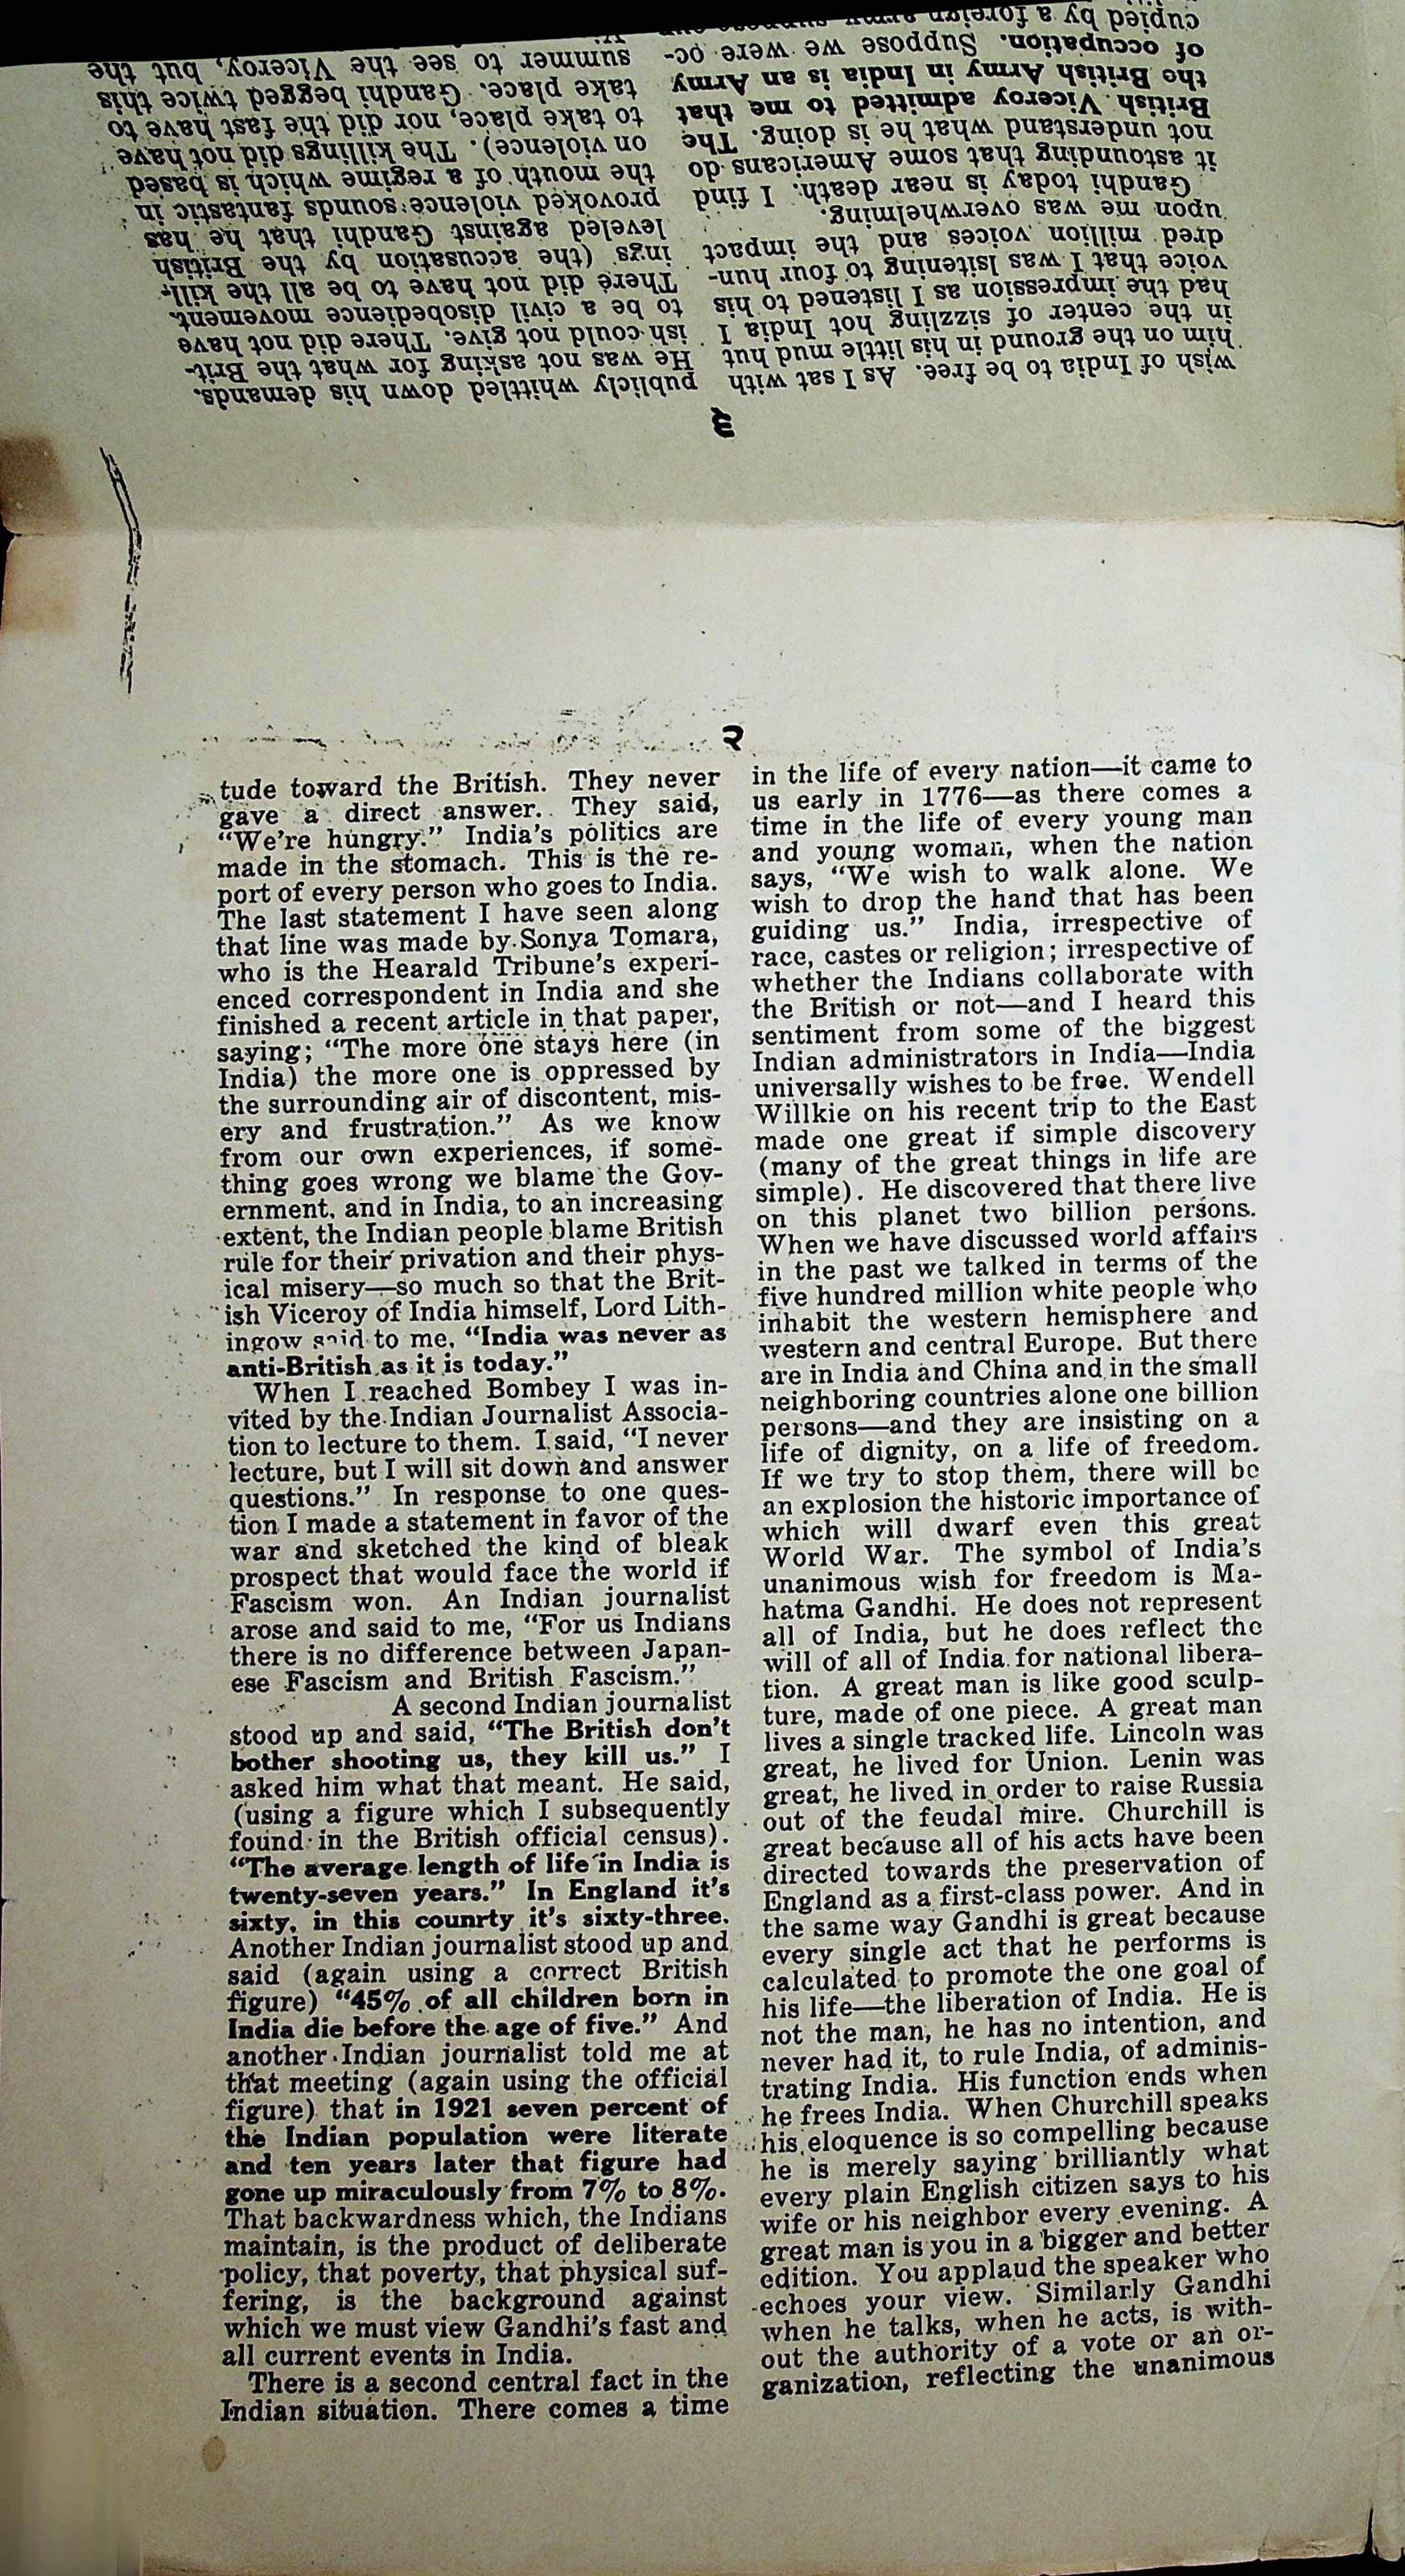 २
tude toward the British. They never
gave a direct answer. They said,
“We’re hungry.” India’s politics are
made in the stomach. This is the re-
port of every person who goes to India.
The last statement I have seen along
that line was made by Sonya Tomara,
who is the Hearald Tribune’s experi-
enced correspondent in India and she
finished a recent article in that paper,
saying; “The more one stays here (in
India) the more one is oppressed by
the surrounding air of discontent, mis-
ery and frustration.” As we know
from our own experiences, if some-
thing goes wrong we blame the Gov-
ernment. and in India, to an increasing
extent, the Indian people blame British
rule for their privation and their phys-
ical misery—so much so that the Brit-
ish Viceroy of India himself, Lord Lith-
ingow said to me, “India was never as
anti-British as it is today.”
When I reached Bombey I was in-
vited by the Indian Journalist Associa-
tion to lecture to them. I said, “I never
lecture, but I will sit down and answer
questions.” In response to one ques-
tion I made a statement in favor of the
war and sketched the kind of bleak
prospect that would face the world if
Fascism won. An Indian journalist
arose and said to me, “For us Indians
there is no difference between Japan-
ese Fascism and British Fascism.”
A second Indian journalist
stood up and said, “The British don’t
bother shooting us, they kill us.” I
asked him what that meant. He said,
(using a figure which I subsequently
found in the British official census).
“The average length of life in India is
twenty-seven years.” In England it’s
sixty, in this counrty it’s sixty-three.
Another Indian journalist stood up and
said (again using a correct British
figure) “45% of all children born in
India die before the age of five.” And
another Indian journalist told me at
that meeting (again using the official
figure) that in 1921 seven percent of
the Indian population were literate
and ten years later that figure had
gone up miraculously from 7% to 8%.
That backwardness which, the Indians
maintain, is the product of deliberate
policy, that poverty, that physical suf-
fering, is the background against
which we must view Gandhi’s fast and
all current events in India.
There is a second central fact in the
Indian situation. There comes a time
in the life of every nation—it came to
us early in 1776—as there comes a
time in the life of every young man
and young woman, when the nation
says, “We wish to walk alone. We
wish to drop the hand that has been
guiding us.” India, irrespective of
race, castes or religion; irrespective of
whether the Indians collaborate with
the British or not—and I heard this
sentiment from some of the biggest
Indian administrators in India—India
universally wishes to be free. Wendell
Willkie on his recent trip to the East
made one great if simple discovery
(many of the great things in life are
simple). He discovered that there live
on this planet two billion persons.
When we have discussed world affairs
in the past we talked in terms of the
five hundred million white people who
inhabit the western hemisphere and
western and central Europe. But there
are in India and China and in the small
neighboring countries alone one billion
persons—and they are insisting on a
life of dignity, on a life of freedom.
If we try to stop them, there will be
an explosion the historic importance of
which will dwarf even this great
World War. The symbol of India’s
unanimous wish for freedom is Ma-
hatma Gandhi. He does not represent
all of India, but he does reflect the
will of all of India for national libera-
tion. A great man is like good sculp-
ture, made of one piece. A great man
lives a single tracked life. Lincoln was
great, he lived for Union. Lenin was
great, he lived in order to raise Russia
out of the feudal mire. Churchill is
great because all of his acts have been
directed towards the preservation of
England as a first-class power. And in
the same way Gandhi is great because
every single act that he performs is
calculated to promote the one goal of
his life—the liberation of India. He is
not the man, he has no intention, and
never had it, to rule India, of adminis-
trating India. His function ends when
he frees India. When Churchill speaks
his eloquence is so compelling because
he is merely saying brilliantly what
every plain English citizen says to his
wife or his neighbor every evening. A
great man is you in a bigger and better
edition. You applaud the speaker who
echoes your view. Similarly Gandhi
when he talks, when he acts, is with-
out the authority of a vote or an or-
ganization, reflecting the unanimous
३
wish of India to be free. As I sat with
him on the ground in his little mud hut
in the center of sizzling hot India I
had the impression as I listened to his
voice that I was lsitening to four hun-
dred million voices and the impact
upon me was overwhelming.
Gandhi today is near death. I find
it astounding that some Americans do
not understand what he is doing. The
British Viceroy admitted to me that
the British Army in India is an Army
of occupation. Suppose we were oc-
cupied by a foreign army
publicly whittled down his demands.
He was not asking for what the Brit-
ish could not give. There did not have
to be a civil disobedience movement.
There did not have to be all the kill-
ings (the accusation by the British
leveled against Gandhi that he has
provoked violence sounds fantastic in
the mouth of a regime which is based
on violence). The killings did not have
to take place, nor did the fast have to
take place. Gandhi begged twice this
summer to see the Viceroy, but the